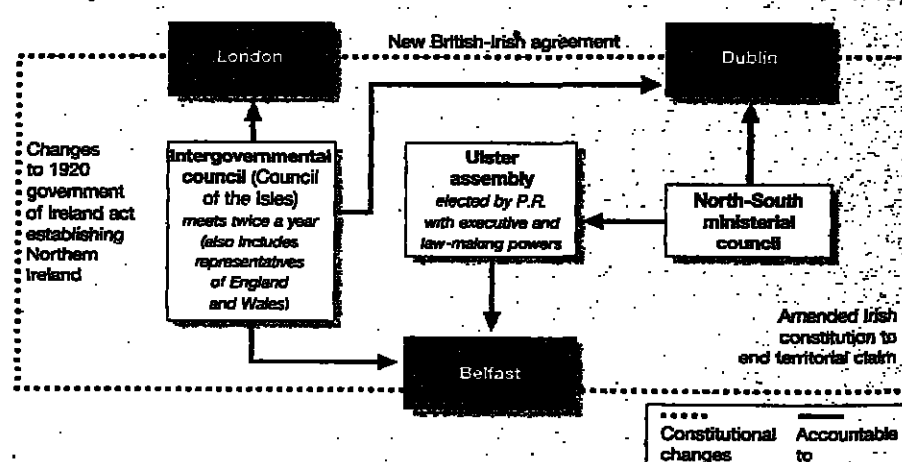 London
New British-Irish agreement
Dublin
Changes
to 1920
government
of Ireland act
establishing
Northern
Ireland
Intergovernmental
council (Council
of the Isles)
meets twice a year
(also includes
representatives
of England
and Wales)
Ulster
assembly
elected by P.R.
with executive and
law-making powers
North-South
ministerial
council
Amended Irish
constitution to
end territorial claim
Belfast
Constitutional
changes
Accountable
to